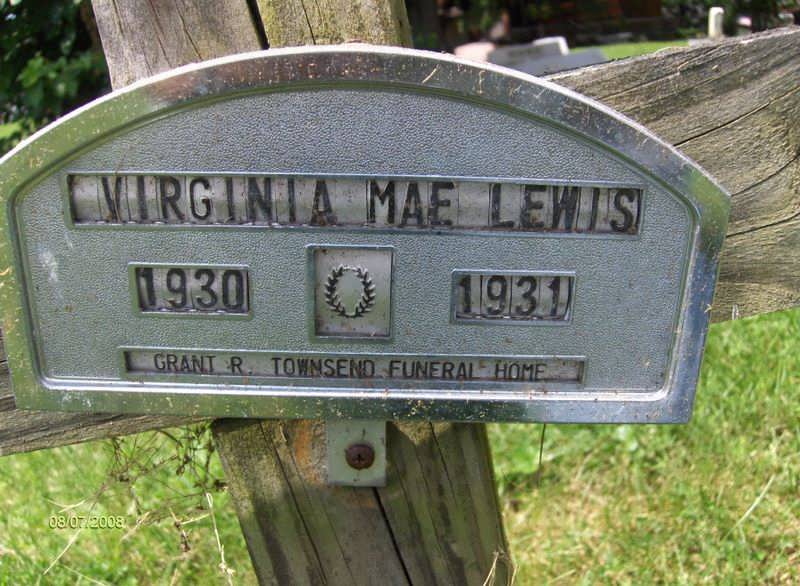 VIRGINIA MAE LEWIS
1930 1931
GRANT R. TOWNSEND FUNERAL HOME
08/07/2008